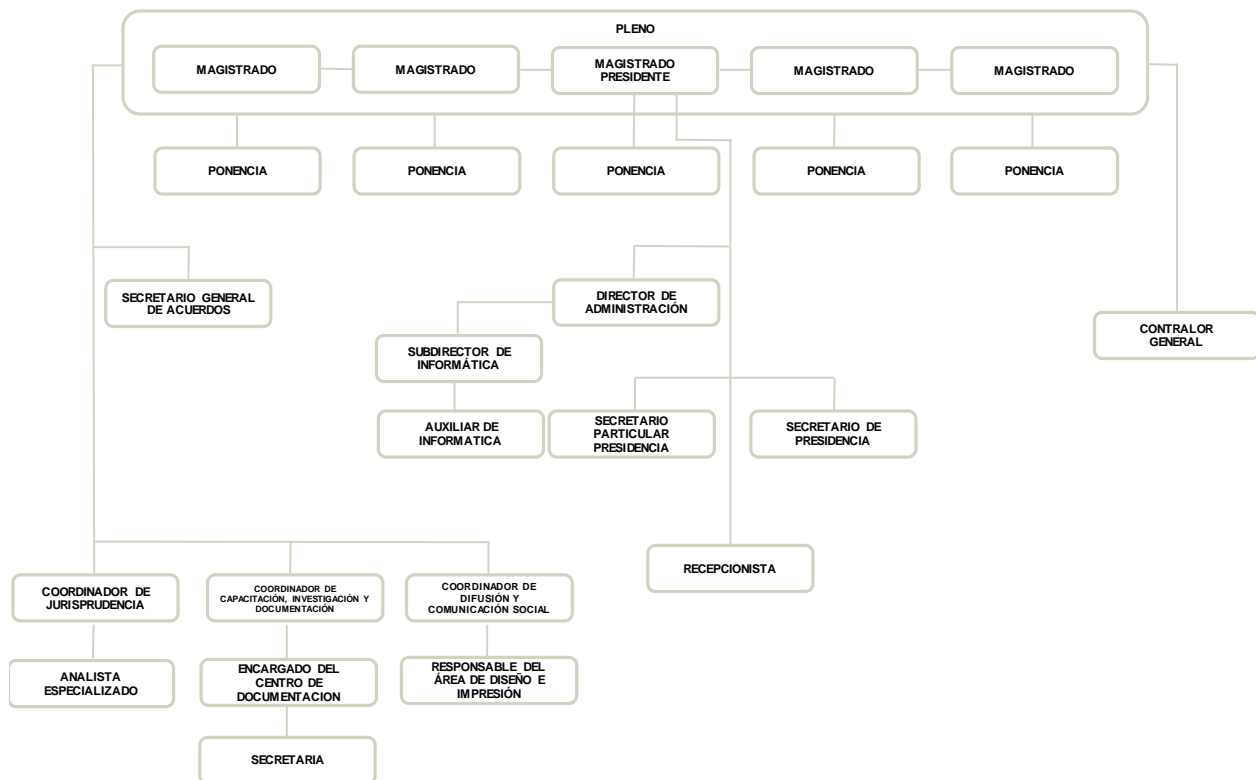 PLENO
MAGISTRADO
MAGISTRADO
MAGISTRADO
PRESIDENTE
MAGISTRADO
MAGISTRADO
PONENCIA
PONENCIA
PONENCIA
PONENCIA
PONENCIA
SECRETARIO GENERAL
DE ACUERDOS
DIRECTOR DE
ADMINISTRACIÓN
CONTRALOR
GENERAL
SUBDIRECTOR DE
INFORMÁTICA
AUXILIAR DE
INFORMATICA
SECRETARIO
PARTICULAR
PRESIDENCIA
SECRETARIO DE
PRESIDENCIA
RECEPCIONISTA
COORDINADOR DE
JURISPRUDENCIA
COORDINADOR DE
CAPACITACIÓN, INVESTIGACIÓN Y
DOCUMENTACIÓN
COORDINADOR DE
DIFUSIÓN Y
COMUNICACIÓN SOCIAL
ANALISTA
ESPECIALIZADO
ENCARGADO DEL
CENTRO DE
DOCUMENTACION
RESPONSABLE DEL
ÁREA DE DISEÑO E
IMPRESIÓN
SECRETARIA